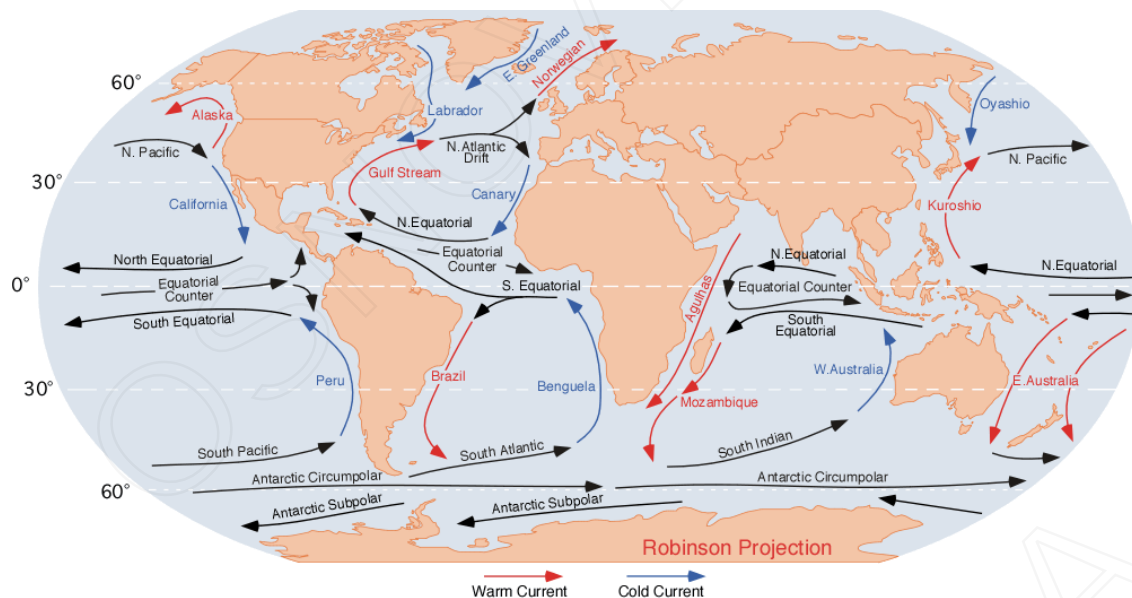 60°
E. Greenland
Norwegian
Alaska
Labrador
Oyashio
N. Pacific
N.Atlantic
Drift
N. Pacific
30°
Gulf Stream
California
Canary
Kuroshio
N.Equatorial
North Equatorial
Equatorial
Counter
N.Equatorial
N.Equatorial
0°
Equatorial
Counter
S. Equatorial
Agulhas
Equatorial Counter
South Equatorial
South
Equatorial
Peru
Brazil
Benguela
W.Australia
E.Australia
30°
Mozambique
South Pacific
South Atlantic
South Indian
Antarctic Circumpolar
Antarctic Circumpolar
60°
Antarctic Subpolar
Antarctic Subpolar
Robinson Projection
Warm Current
Cold Current